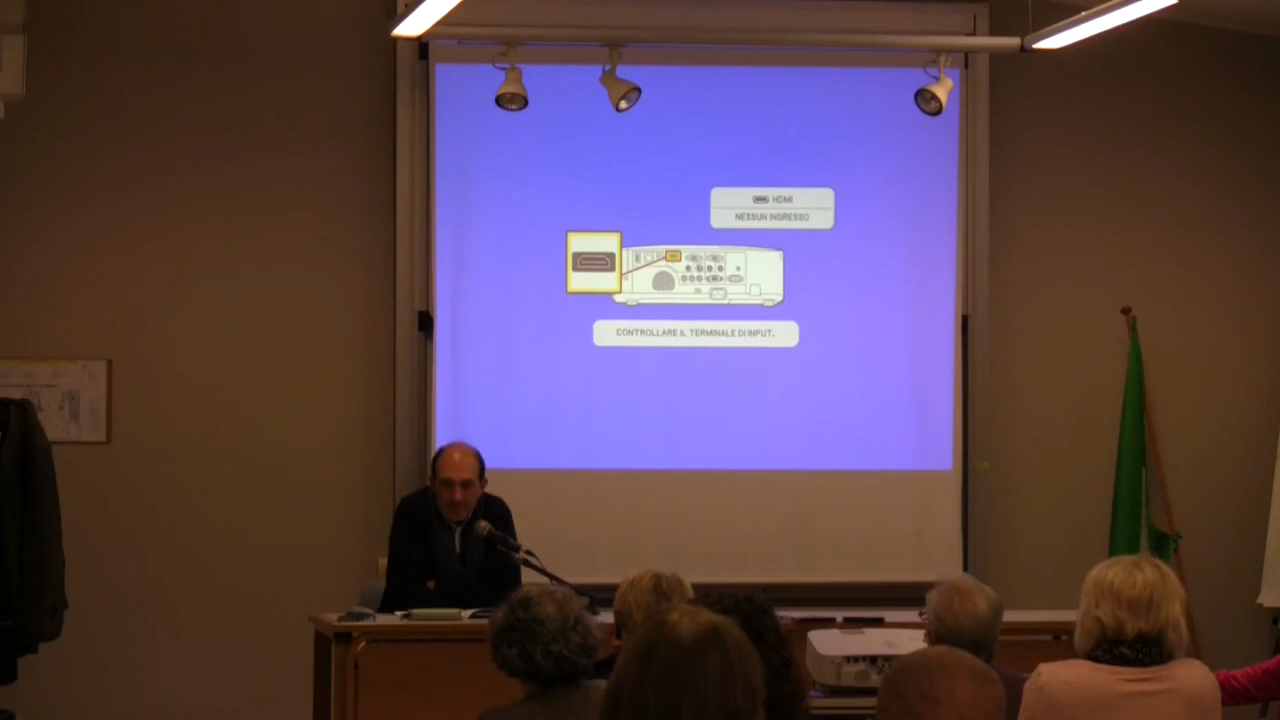 HDMI
NESSUN INGRESSO
CONTROLLARE IL TERMINALE DI INPUT.